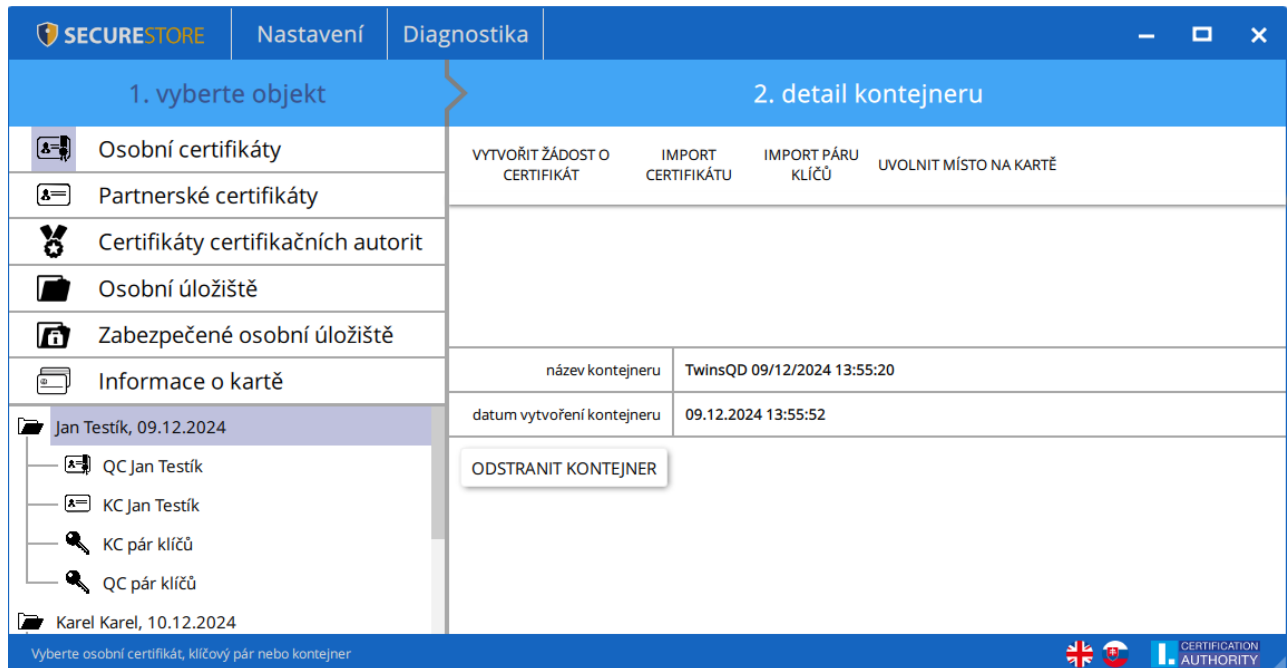 SECURESTORE
Nastavení
Diagnostika
1. vyberte objekt
2. detail kontejneru
Osobní certifikáty
Partnerské certifikáty
Certifikáty certifikačních autorit
Osobní úložiště
Zabezpečené osobní úložiště
Informace o kartě
Jan Testík, 09.12.2024
QC Jan Testík
KC Jan Testík
KC pár klíčů
QC pár klíčů
Karel Karel, 10.12.2024
VYTVOŘIT ŽÁDOST O
CERTIFIKÁT
IMPORT
CERTIFIKÁTU
IMPORT PÁRU
KLÍČŮ
UVOLNIT MÍSTO NA KARTĚ
název kontejneru
TwinsQD 09/12/2024 13:55:20
datum vytvoření kontejneru
09.12.2024 13:55:52
ODSTRANIT KONTEJNER
Vyberte osobní certifikát, klíčový pár nebo kontejner
I. CERTIFICATION
AUTHORITY